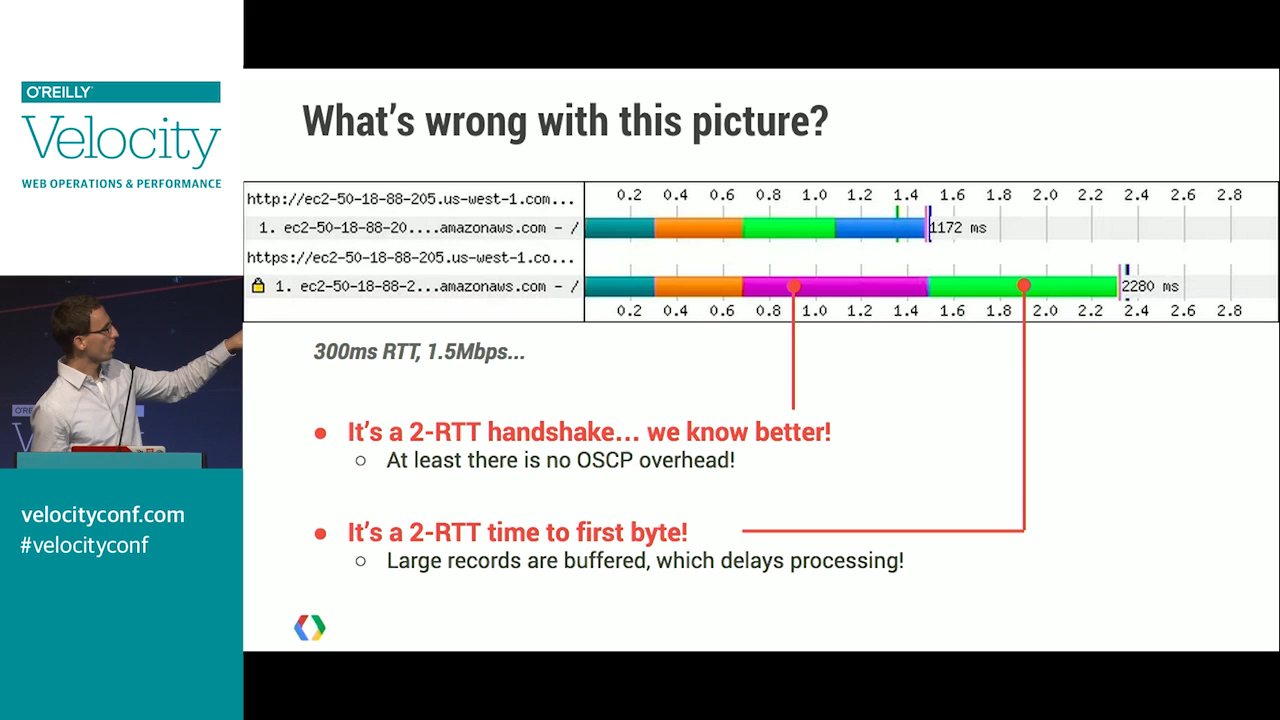 O'REILLY
Velocity
WEB OPERATIONS & PERFORMANCE
velocityconf.com
#velocityconf
What's wrong with this picture?
http://ec2-50-18-88-205.us-west-1.com...
0.2 0.4 0.6 0.8 1.0 1.2 1.4 1.6 1.8 2.0 2.2 2.4 2.6 2.8
1. ec2-50-18-88-20....amazonaws.com - /
1172 ms
https://ec2-50-18-88-205.us-west-1.co...
1. ec2-50-18-88-2...amazonaws.com - /
2280 ms
0.2 0.4 0.6 0.8 1.0 1.2 1.4 1.6 1.8 2.0 2.2 2.4 2.6 2.8
300ms RTT, 1.5Mbps...
• It's a 2-RTT handshake... we know better!
○ At least there is no OSCP overhead!
• It's a 2-RTT time to first byte!
○ Large records are buffered, which delays processing!